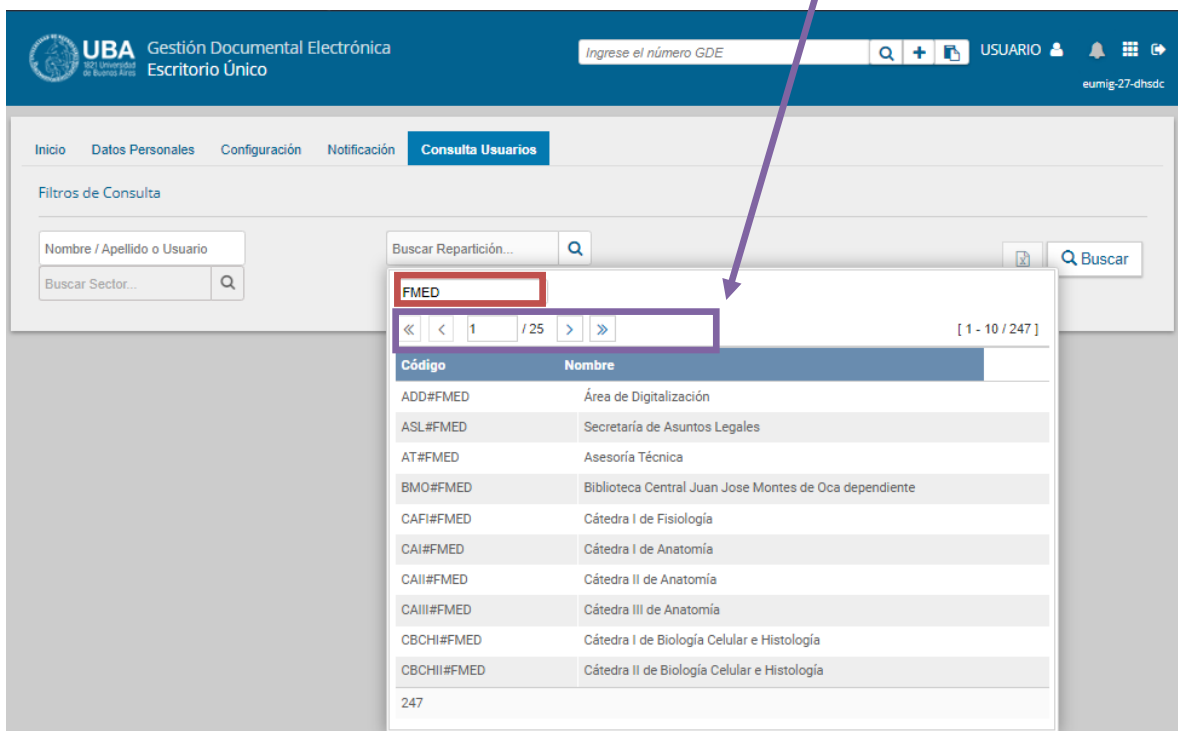 UBA
1821 Universidad
de Buenos Aires
Gestión Documental Electrónica
Escritorio Único
Ingrese el número GDE
USUARIO
eumig-27-dhsdc
Inicio Datos Personales Configuración Notificación Consulta Usuarios
Filtros de Consulta
Nombre / Apellido o Usuario Buscar Repartición... Buscar
Buscar Sector...
FMED
« < 1 / 25 > » [ 1 - 10 / 247 ]
Código Nombre
ADD#FMED Área de Digitalización
ASL#FMED Secretaría de Asuntos Legales
AT#FMED Asesoría Técnica
BMO#FMED Biblioteca Central Juan Jose Montes de Oca dependiente
CAFI#FMED Cátedra I de Fisiología
CAI#FMED Cátedra I de Anatomía
CAII#FMED Cátedra II de Anatomía
CAIII#FMED Cátedra III de Anatomía
CBCHI#FMED Cátedra I de Biología Celular e Histología
CBCHII#FMED Cátedra II de Biología Celular e Histología
247